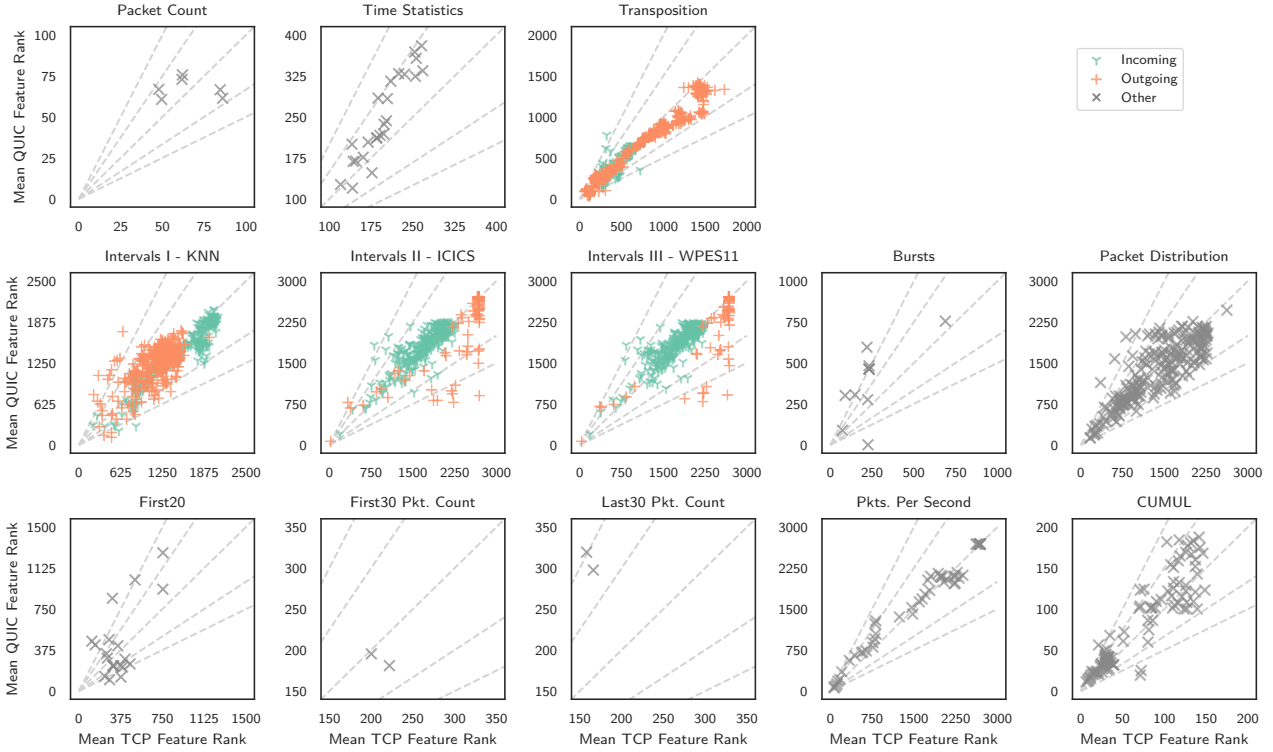 Packet Count
Time Statistics
Transposition
Mean QUIC Feature Rank
100
75
50
25
0
0 25 50 75 100
400
325
250
175
100
100 175 250 325 400
2000
1500
1000
500
0
0 500 1000 1500 2000
Incoming
Outgoing
Other
Intervals I - KNN
Intervals II - ICICS
Intervals III - WPES11
Bursts
Packet Distribution
Mean QUIC Feature Rank
2500
1875
1250
625
0
0 625 1250 1875 2500
3000
2250
1500
750
0
0 750 1500 2250 3000
3000
2250
1500
750
0
0 750 1500 2250 3000
1000
750
500
250
0
0 250 500 750 1000
3000
2250
1500
750
0
0 750 1500 2250 3000
First20
First30 Pkt. Count
Last30 Pkt. Count
Pkts. Per Second
CUMUL
Mean QUIC Feature Rank
1500
1125
750
375
0
0 375 750 1125 1500
Mean TCP Feature Rank
350
300
250
200
150
150 200 250 300 350
Mean TCP Feature Rank
350
300
250
200
150
150 200 250 300 350
Mean TCP Feature Rank
3000
2250
1500
750
0
0 750 1500 2250 3000
Mean TCP Feature Rank
200
150
100
50
0
0 50 100 150 200
Mean TCP Feature Rank